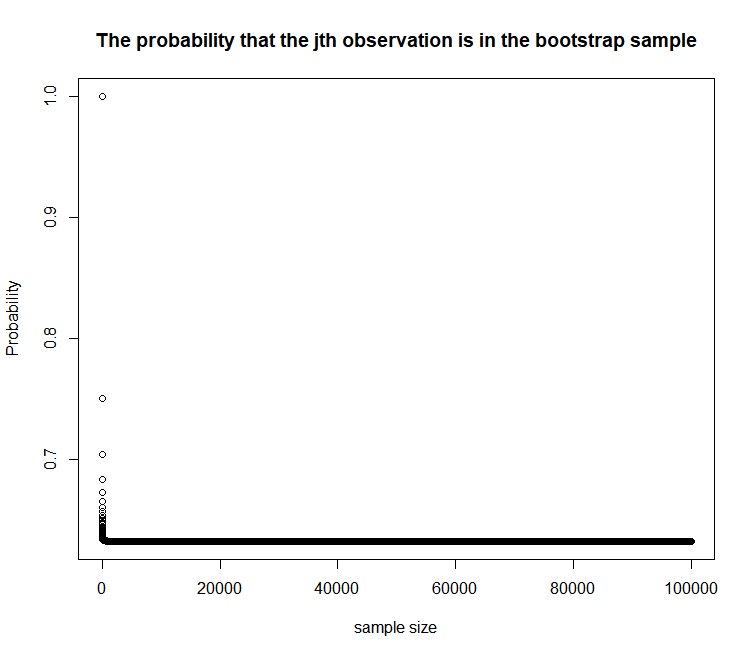 The probability that the jth observation is in the bootstrap sample
Probability
1.0
0.9
0.8
0.7
0 20000 40000 60000 80000 100000
sample size